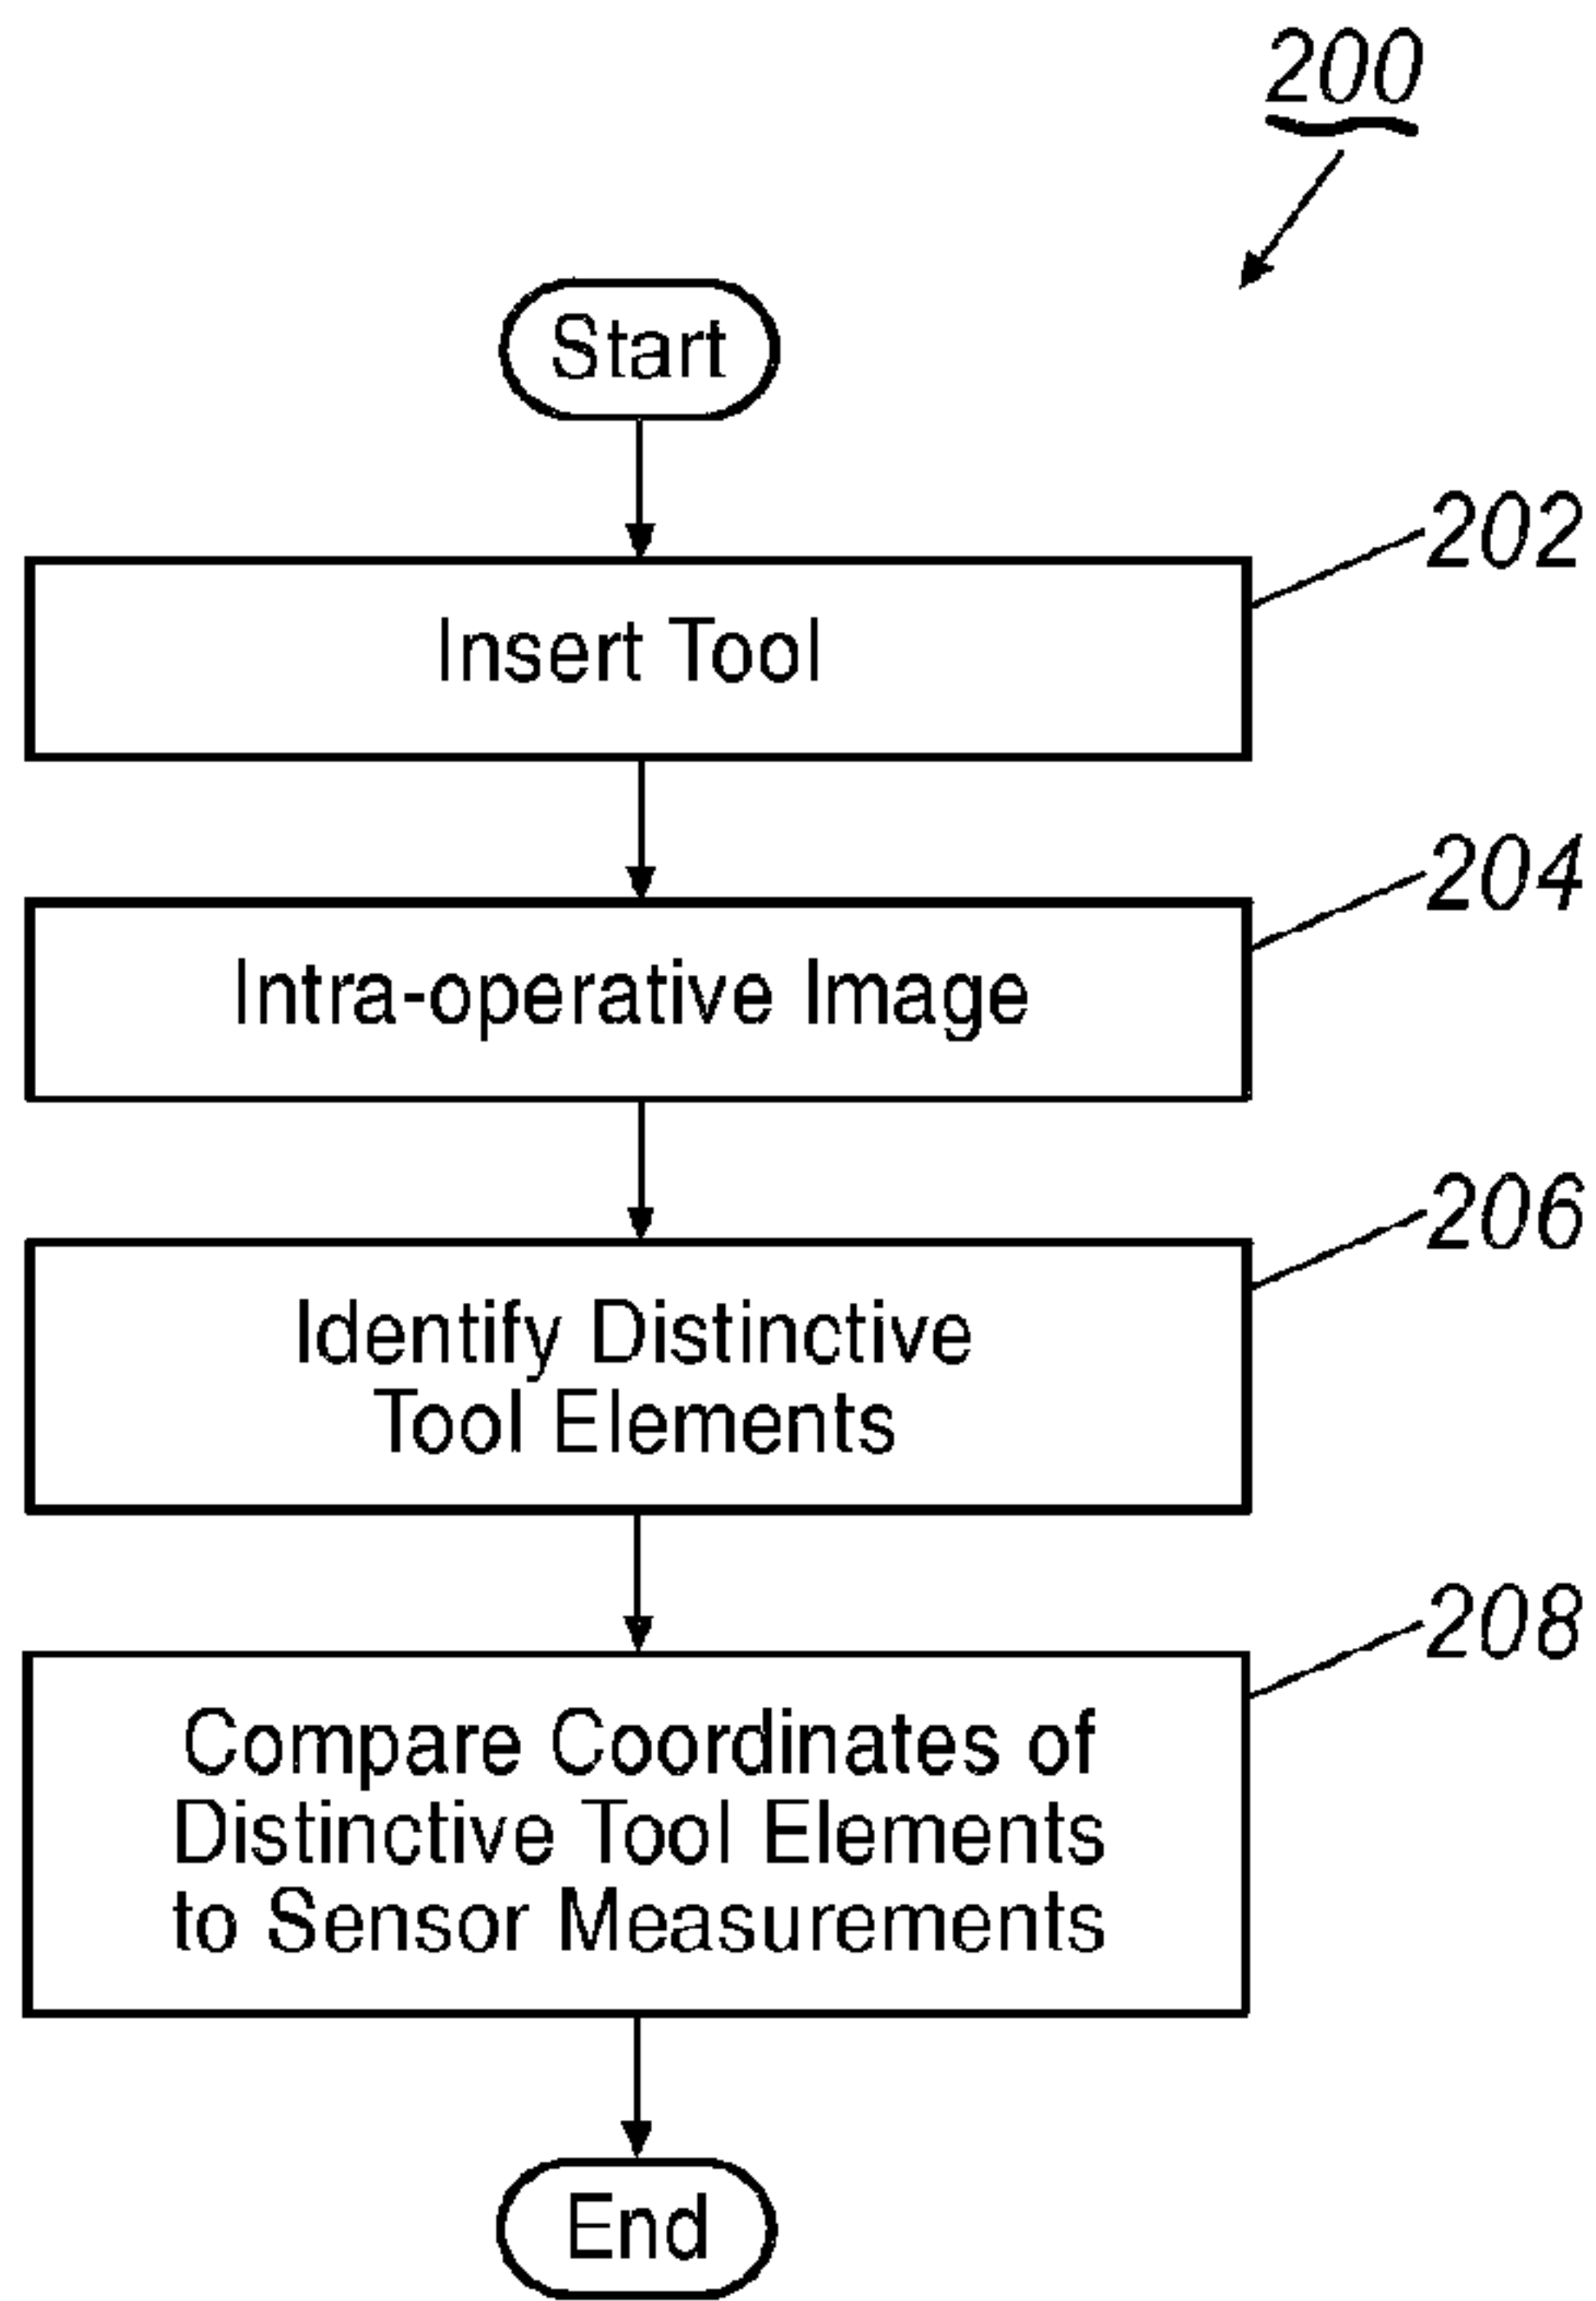 200
Start
202
Insert Tool
204
Intra-operative Image
206
Identify Distinctive
Tool Elements
208
Compare Coordinates of
Distinctive Tool Elements
to Sensor Measurements
End